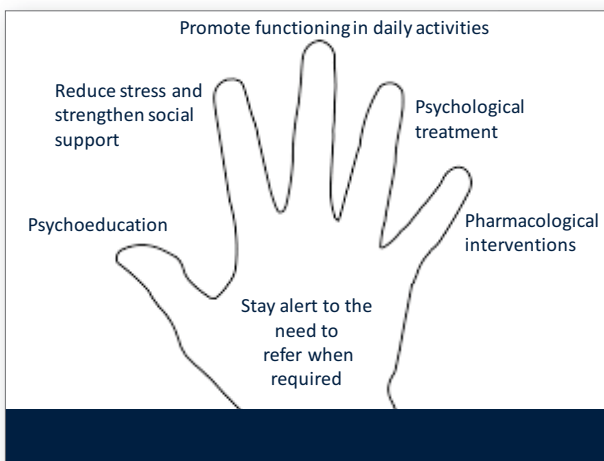 Promote functioning in daily activities
Reduce stress and
strengthen social
support
Psychological
treatment
Psychoeducation
Pharmacological
interventions
Stay alert to the
need to
refer when
required